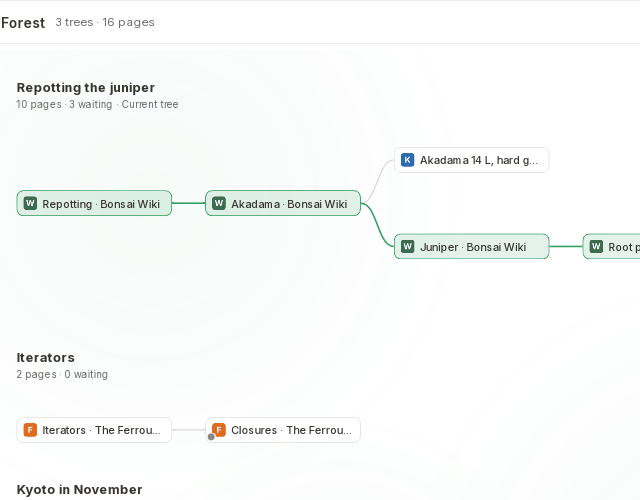 Forest 3 trees · 16 pages
Repotting the juniper
10 pages · 3 waiting · Current tree
K Akadama 14 L, hard g...
W Repotting · Bonsai Wiki
W Akadama · Bonsai Wiki
W Juniper · Bonsai Wiki
W Root p
Iterators
2 pages · 0 waiting
F Iterators · The Ferrou...
F Closures · The Ferrou...
Kyoto in November